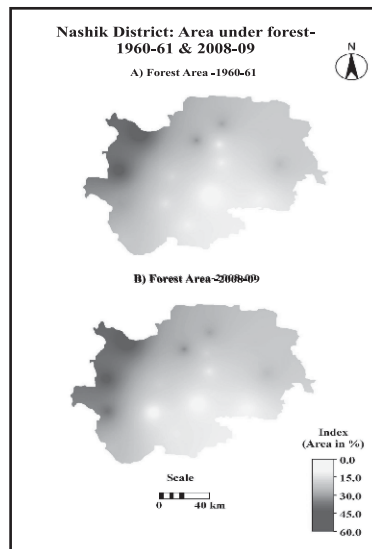 Nashik District: Area under forest-
1960-61 & 2008-09
N
A) Forest Area -1960-61
B) Forest Area -2008-09
Index
(Area in %)
0.0
15.0
30.0
45.0
60.0
Scale
0 40 km